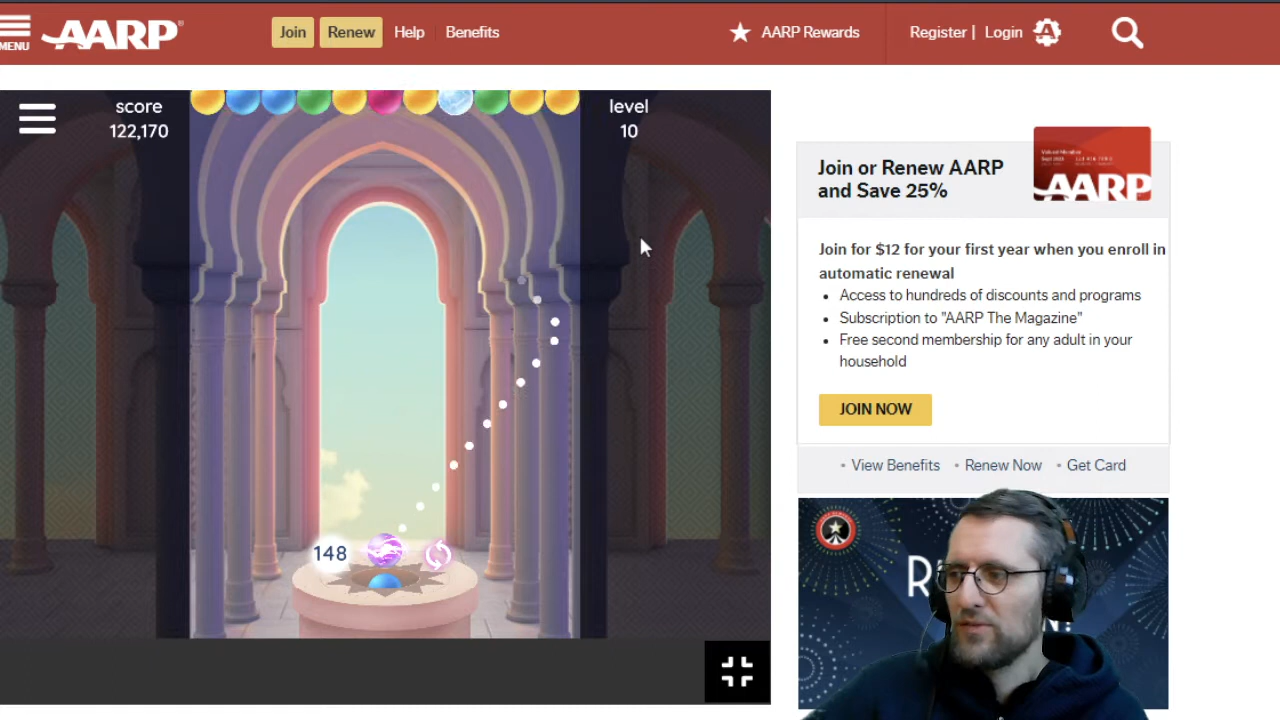 MENU
AARP
Join
Renew
Help
Benefits
AARP Rewards
Register |
Login
score
122,170
level
10
148
Join or Renew AARP
and Save 25%
AARP
Join for $12 for your first year when you enroll in
automatic renewal
• Access to hundreds of discounts and programs
• Subscription to "AARP The Magazine"
• Free second membership for any adult in your
household
JOIN NOW
• View Benefits
• Renew Now
• Get Card